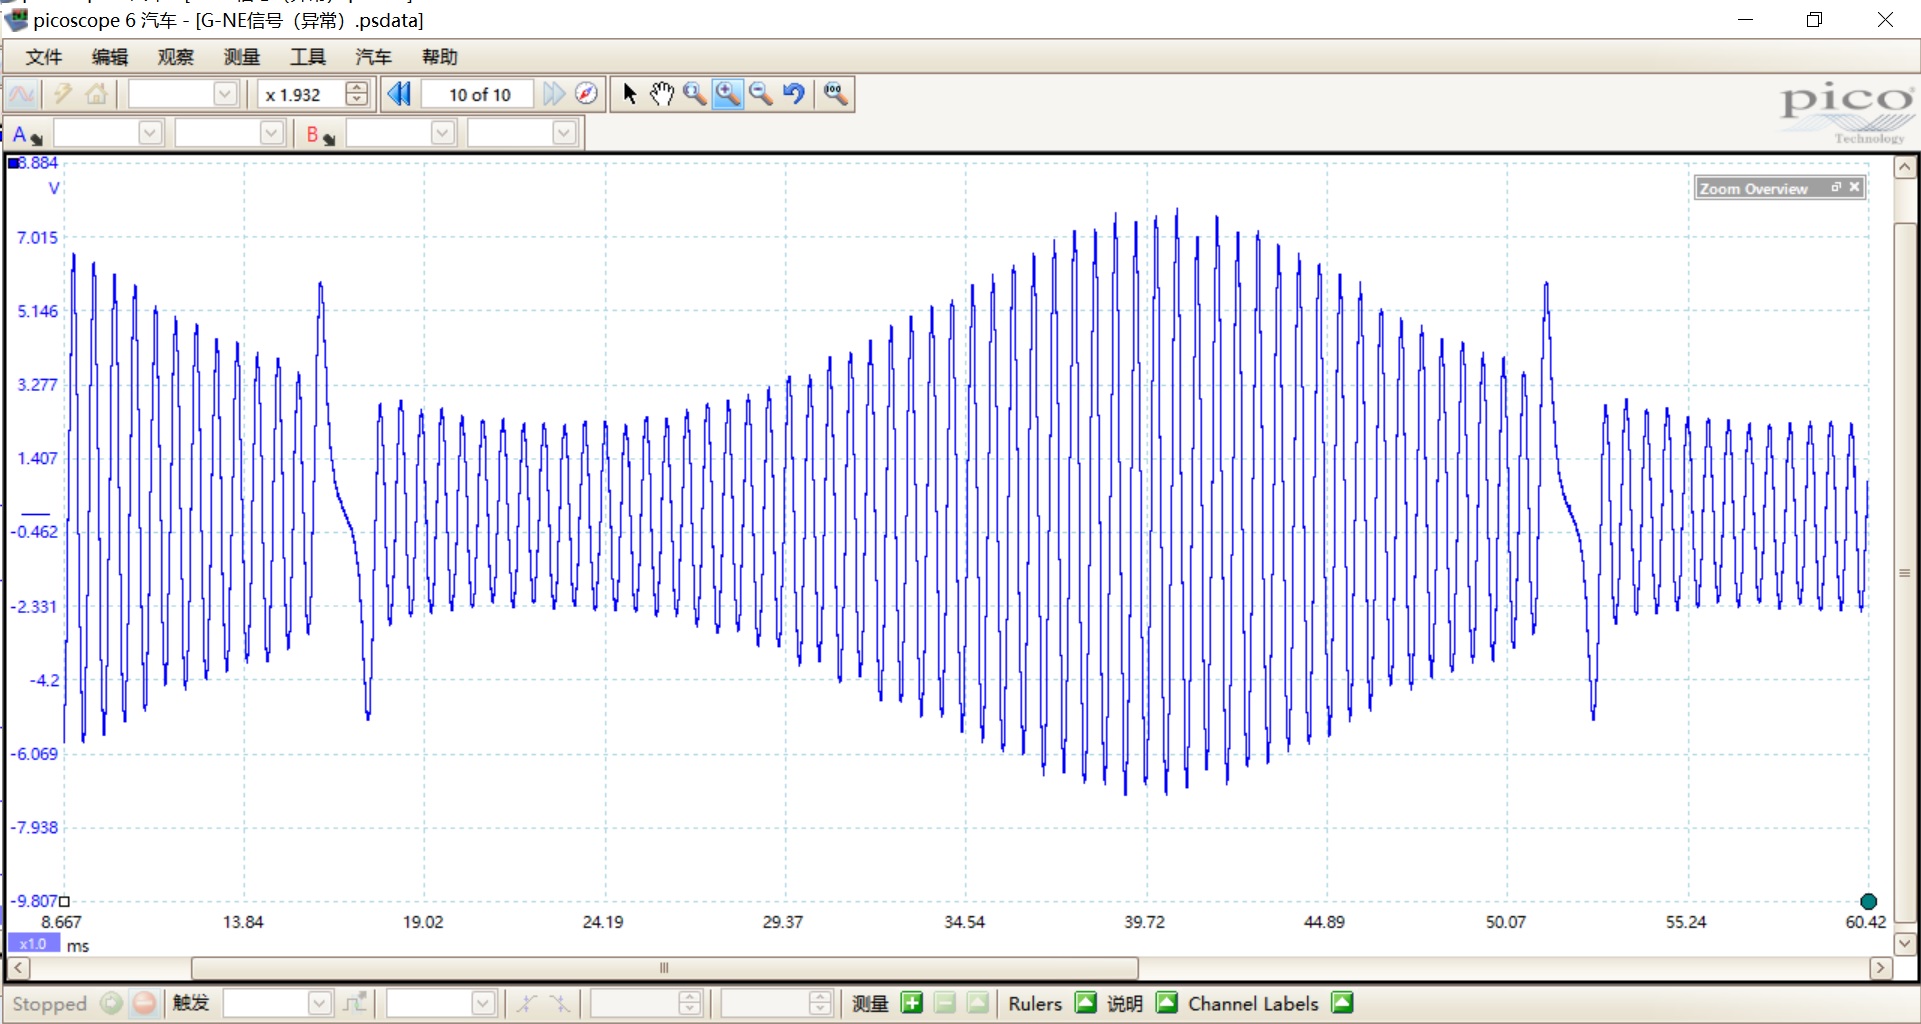 picoscope 6 汽车 - [G-NE信号（异常）.psdata]
文件 编辑 观察 测量 工具 汽车 帮助
x 1.932 10 of 10
pico
Technology
A B
8.884
V
Zoom Overview
7.015
5.146
3.277
1.407
-0.462
-2.331
-4.2
-6.069
-7.938
-9.807
8.667 13.84 19.02 24.19 29.37 34.54 39.72 44.89 50.07 55.24 60.42
x1.0 ms
Stopped 触发 测量 Rulers 说明 Channel Labels